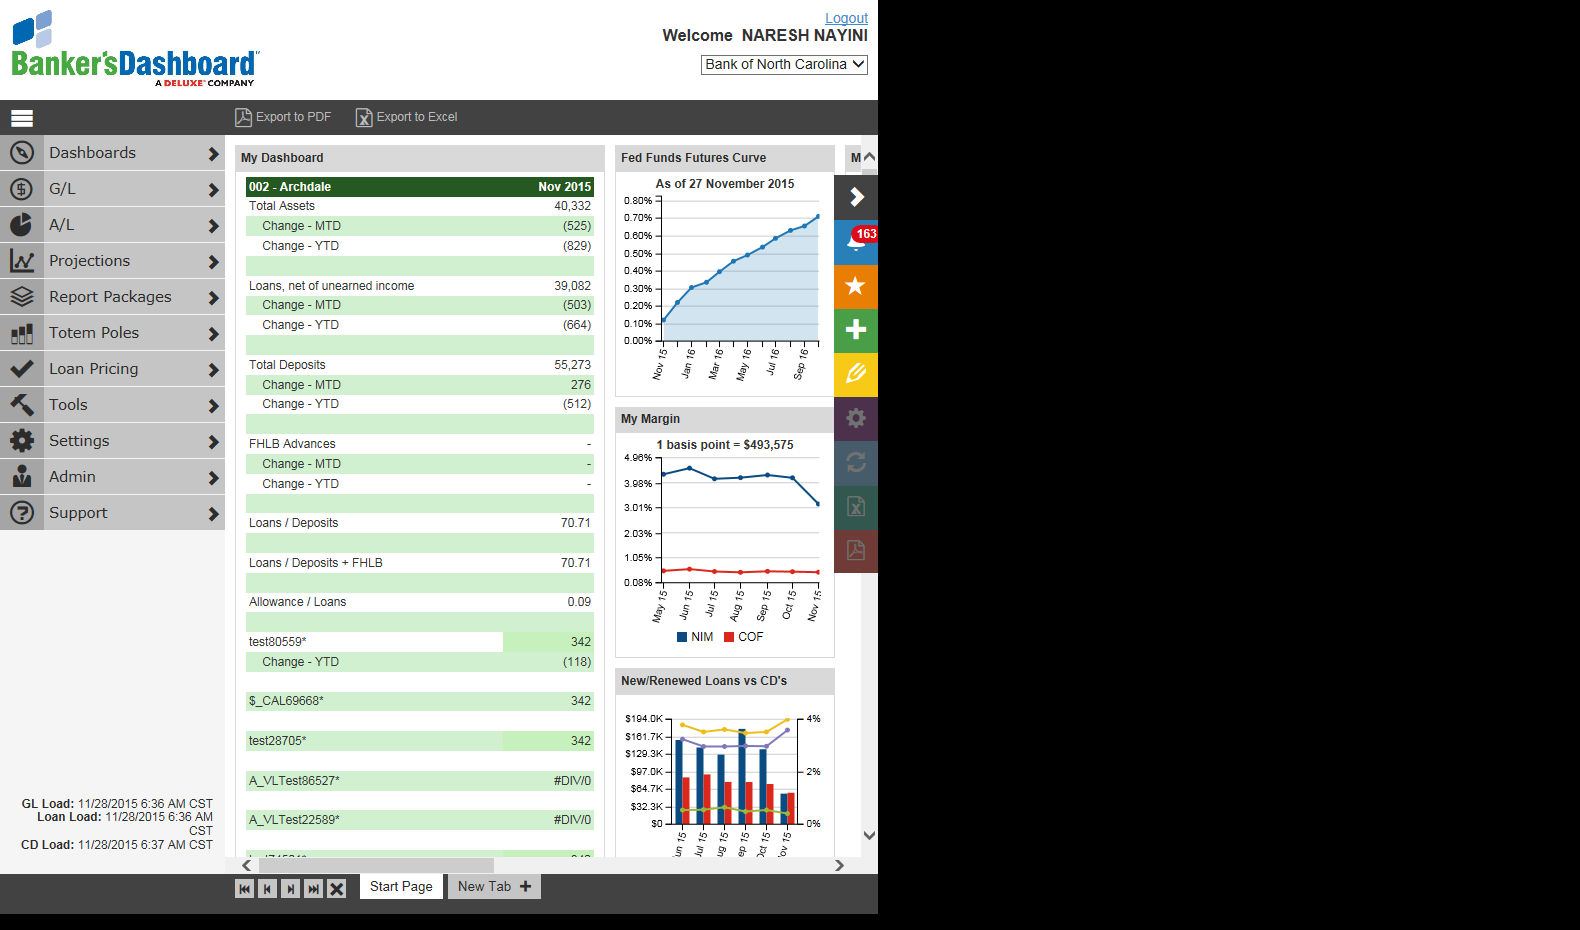 Logout
Welcome NARESH NAYINI
Banker'sDashboard
A DELUXE COMPANY
Bank of North Carolina
Export to PDF
Export to Excel
Dashboards
G/L
A/L
Projections
Report Packages
Totem Poles
Loan Pricing
Tools
Settings
Admin
Support
GL Load: 11/28/2015 6:36 AM CST
Loan Load: 11/28/2015 6:36 AM
CST
CD Load: 11/28/2015 6:37 AM CST
My Dashboard
002 - Archdale Nov 2015
Total Assets 40,332
Change - MTD (525)
Change - YTD (829)
Loans, net of unearned income 39,082
Change - MTD (503)
Change - YTD (664)
Total Deposits 55,273
Change - MTD 276
Change - YTD (512)
FHLB Advances -
Change - MTD -
Change - YTD -
Loans / Deposits 70.71
Loans / Deposits + FHLB 70.71
Allowance / Loans 0.09
test80559* 342
Change - YTD (118)
$_CAL69668* 342
test28705* 342
A_VLTest86527* #DIV/0
A_VLTest22589* #DIV/0
Fed Funds Futures Curve
As of 27 November 2015
0.80%
0.70%
0.60%
0.50%
0.40%
0.30%
0.20%
0.10%
0.00%
Nov 15 Jan 16 Mar 16 May 16 Jul 16 Sep 16
My Margin
1 basis point = $493,575
4.96%
3.98%
3.01%
2.03%
1.05%
0.08%
May 15 Jun 15 Jul 15 Aug 15 Sep 15 Oct 15 Nov 15
NIM COF
New/Renewed Loans vs CD's
$194.0K 4%
$161.7K
$129.3K
$97.0K 2%
$64.7K
$32.3K
$0 0%
un 15 Jul 15 ug 15 ep 15 Oct 15 ov 15
M
163
Start Page
New Tab